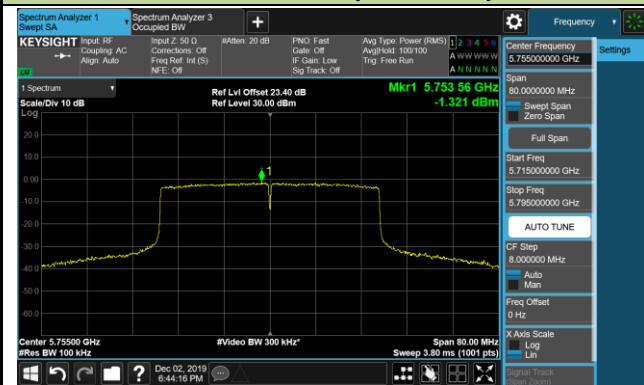 Spectrum Analyzer 1
Swept SA
Spectrum Analyzer 3
Occupied BW
Frequency
KEYSIGHT
Input: RF
Coupling: AC
Align: Auto
Input Z: 50 Ω
Corrections: Off
Freq Ref: Int (S)
NFE: Off
#Atten: 20 dB
PNO: Fast
Gate: Off
IF Gain: Low
Sig Track: Off
Avg Type: Power (RMS)
Avg|Hold: 100/100
Trig: Free Run
1 2 3 4 5 6
A W W W W W
A N N N N N
LW
1 Spectrum
Scale/Div 10 dB
Log
Ref Lvl Offset 23.40 dB
Ref Level 30.00 dBm
Mkr1 5.753 56 GHz
-1.321 dBm
20.0
10.0
0.00
-10.0
-20.0
-30.0
-40.0
-50.0
-60.0
1
Center 5.75500 GHz
#Res BW 100 kHz
#Video BW 300 kHz*
Span 80.00 MHz
Sweep 3.80 ms (1001 pts)
Dec 02, 2019
6:44:16 PM
Center Frequency
5.755000000 GHz
Settings
Span
80.0000000 MHz
Swept Span
Zero Span
Full Span
Start Freq
5.715000000 GHz
Stop Freq
5.795000000 GHz
AUTO TUNE
CF Step
8.000000 MHz
Auto
Man
Freq Offset
0 Hz
X Axis Scale
Log
Lin
Signal Track
(Span Zoom)